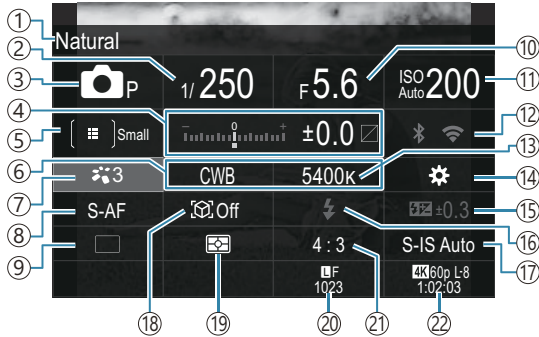 ① Natural
② 1/250 F5.6 ⑩ ISO Auto 200 ⑪
③ P
④ - 0 + ±0.0 ⑫
⑤ [ ] Small
⑥ CWB 5400K ⑬
⑦ 3 ⑭
⑧ S-AF Off ⑱ ±0.3 ⑮
⑯
⑨ 4:3 S-IS Auto ⑰
⑲ LF 4K 60p L-8
1023 1:02:03
⑳ ㉑ ㉒